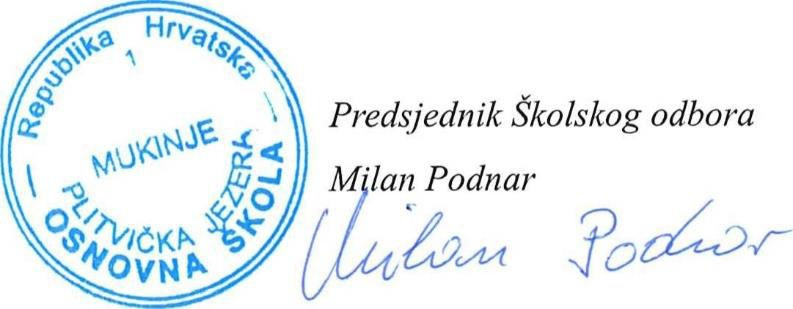 Republika Hrvatska
1
MUKINJE
PLITVIČKA JEZERA
OSNOVNA ŠKOLA
Predsjednik Školskog odbora
Milan Podnar
Milan Podnar